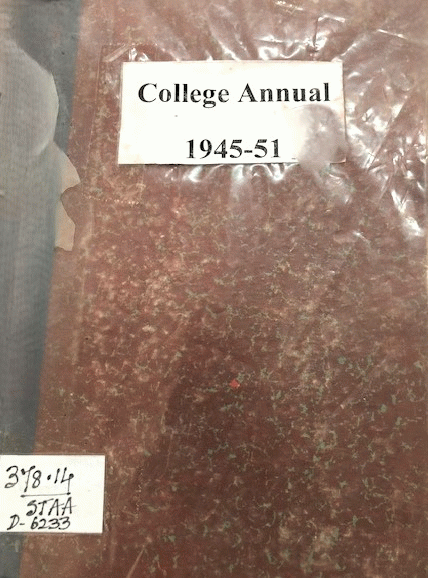 College Annual
1945-51
378.14
STAA
D-6233